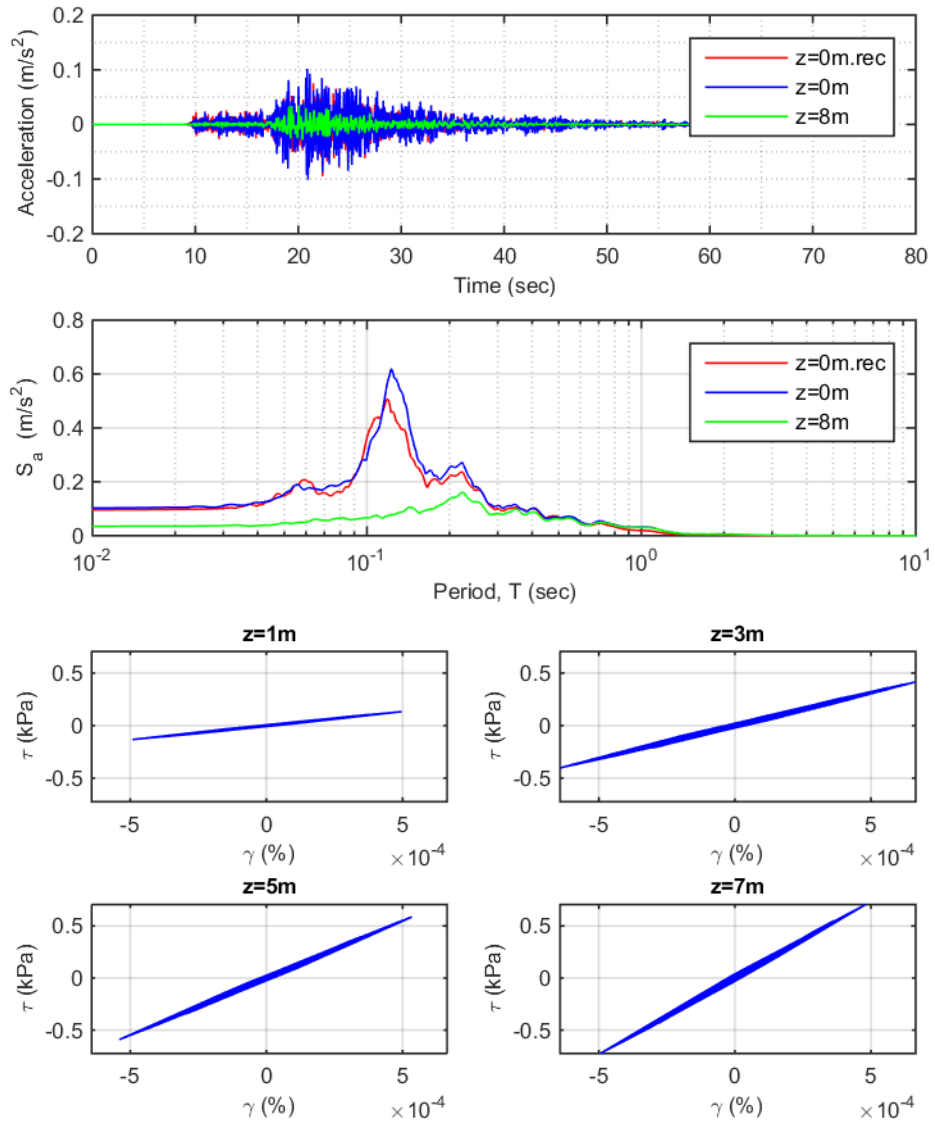 0.2
0.1
0
-0.1
-0.2
Acceleration (m/s²)
z=0m.rec
z=0m
z=8m
0 10 20 30 40 50 60 70 80
Time (sec)
0.8
0.6
0.4
0.2
0
S_a (m/s²)
z=0m.rec
z=0m
z=8m
10⁻² 10⁻¹ 10⁰ 10¹
Period, T (sec)
z=1m
0.5
0
-0.5
τ (kPa)
-5 0 5
γ (%) ×10⁻⁴
z=3m
0.5
0
-0.5
τ (kPa)
-5 0 5
γ (%) ×10⁻⁴
z=5m
0.5
0
-0.5
τ (kPa)
-5 0 5
γ (%) ×10⁻⁴
z=7m
0.5
0
-0.5
τ (kPa)
-5 0 5
γ (%) ×10⁻⁴